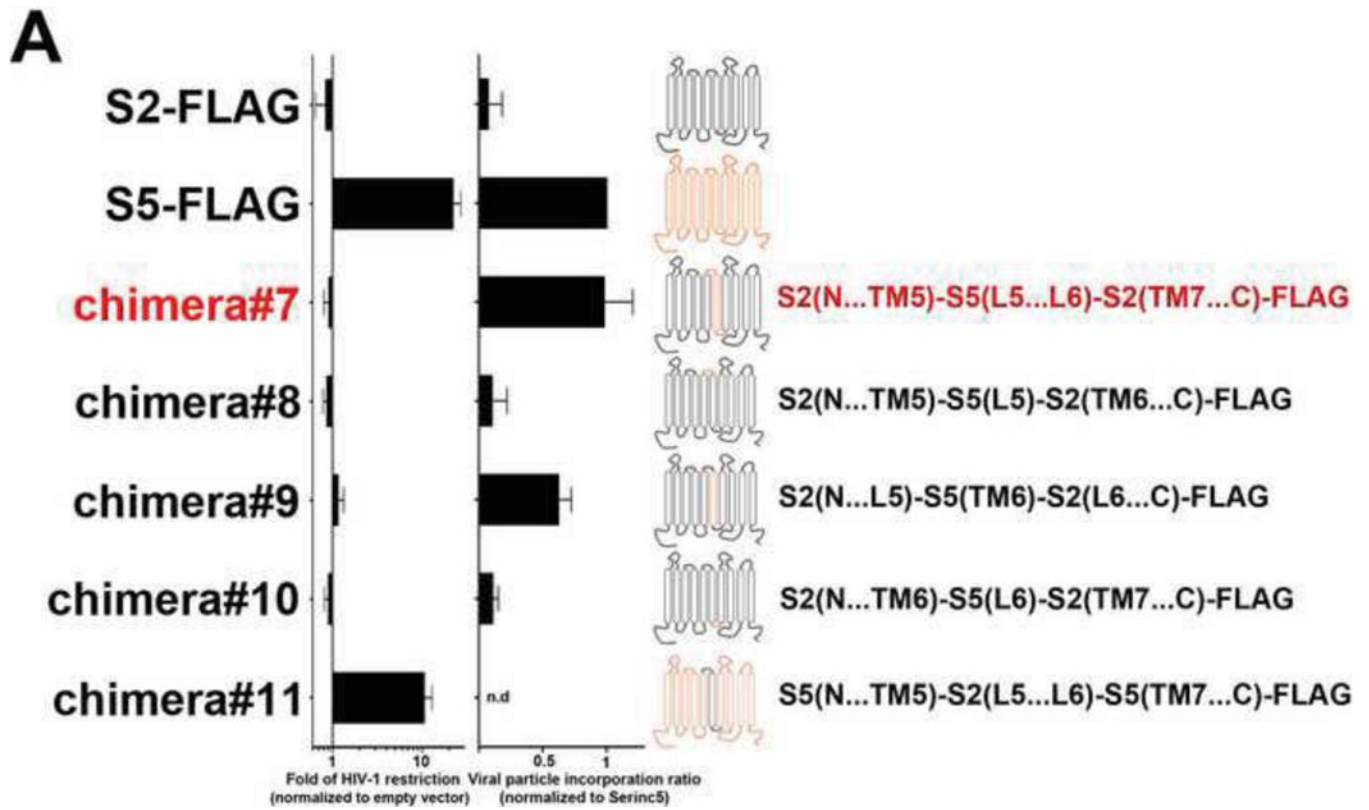 A
S2-FLAG
S5-FLAG
chimera#7 S2(N...TM5)-S5(L5...L6)-S2(TM7...C)-FLAG
chimera#8 S2(N...TM5)-S5(L5)-S2(TM6...C)-FLAG
chimera#9 S2(N...L5)-S5(TM6)-S2(L6...C)-FLAG
chimera#10 S2(N...TM6)-S5(L6)-S2(TM7...C)-FLAG
chimera#11 n.d S5(N...TM5)-S2(L5...L6)-S5(TM7...C)-FLAG
1 10 0.5 1
Fold of HIV-1 restriction Viral particle incorporation ratio
(normalized to empty vector) (normalized to Serinc5)